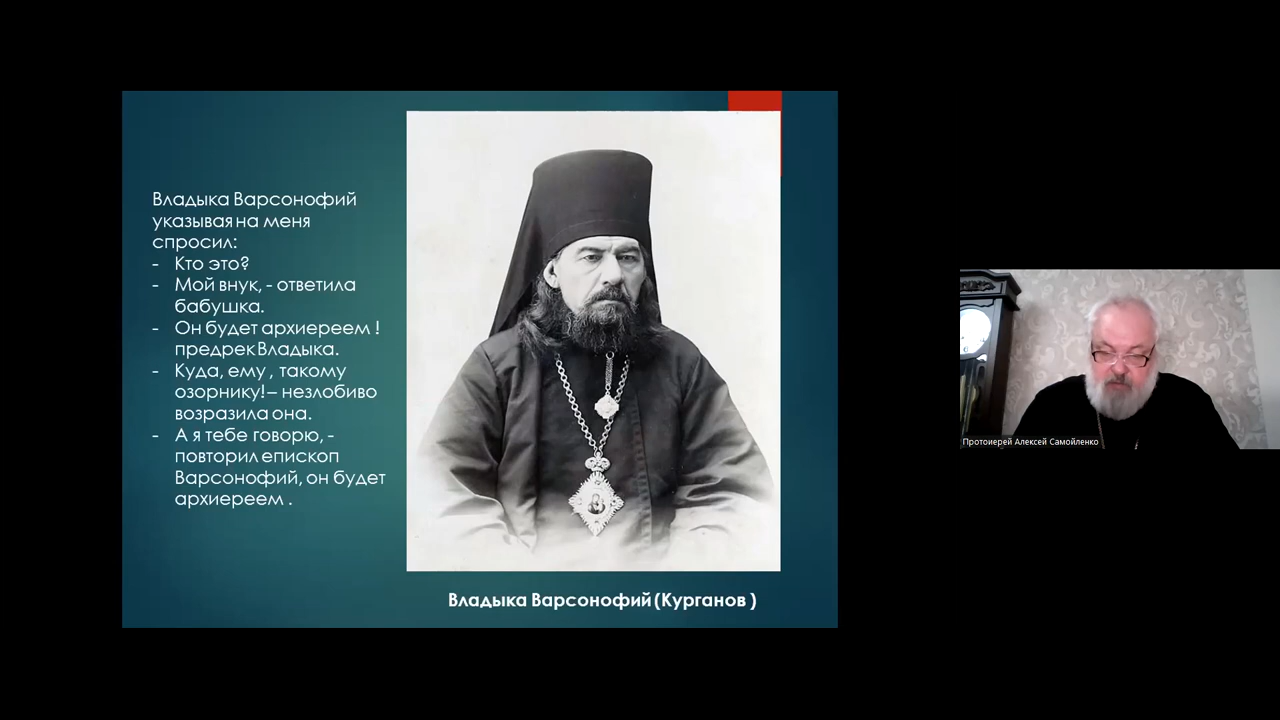 Владыка Варсонофий
указывая на меня
спросил:
- Кто это?
- Мой внук, - ответила
бабушка.
- Он будет архиереем !
предрек Владыка.
- Куда, ему , такому
озорнику! – незлобиво
возразила она.
- А я тебе говорю, -
повторил епископ
Варсонофий, он будет
архиереем .
Владыка Варсонофий (Курганов )
Протоиерей Алексей Самойленко